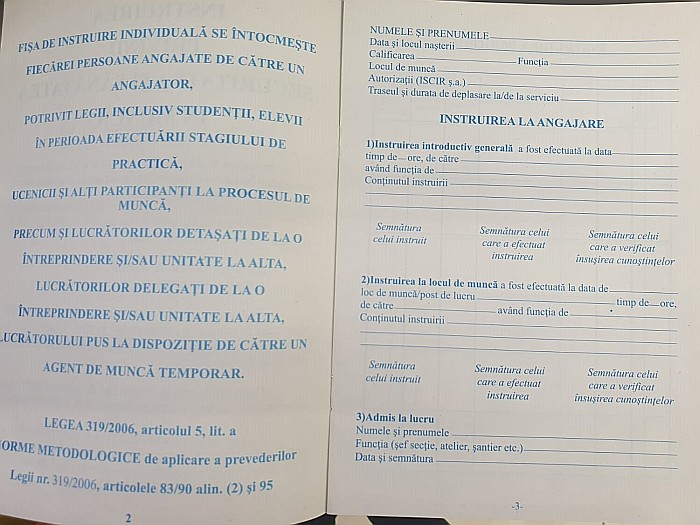 FIȘA DE INSTRUIRE INDIVIDUALĂ SE ÎNTOCMEȘTE
FIECĂREI PERSOANE ANGAJATE DE CĂTRE UN
ANGAJATOR,
POTRIVIT LEGII, INCLUSIV STUDENȚII, ELEVII
ÎN PERIOADA EFECTUĂRII STAGIULUI DE
PRACTICĂ,
UCENICII ȘI ALȚI PARTICIPANȚI LA PROCESUL DE
MUNCĂ,
PRECUM ȘI LUCRĂTORILOR DETAȘAȚI DE LA O
ÎNTREPRINDERE ȘI/SAU UNITATE LA ALTA,
LUCRĂTORILOR DELEGAȚI DE LA O
ÎNTREPRINDERE ȘI/SAU UNITATE LA ALTA,
LUCRĂTORULUI PUS LA DISPOZIȚIE DE CĂTRE UN
AGENT DE MUNCĂ TEMPORAR.
LEGEA 319/2006, articolul 5, lit. a
ORME METODOLOGICE de aplicare a prevederilor
Legii nr. 319/2006, articolele 83/90 alin. (2) și 95
2
NUMELE ȘI PRENUMELE
Data și locul nașterii
Calificarea Funcția
Locul de muncă
Autorizații (ISCIR ș.a.)
Traseul și durata de deplasare la/de la serviciu
INSTRUIREA LA ANGAJARE
1)Instruirea introductiv generală a fost efectuată la data
timp de ore, de către
având funcția de
Conținutul instruirii
Semnătura celui instruit
Semnătura celui care a efectuat instruirea
Semnătura celui care a verificat însușirea cunoștințelor
2)Instruirea la locul de muncă a fost efectuată la data de
loc de muncă/post de lucru timp de ore,
de către având funcția de
Conținutul instruirii
Semnătura celui instruit
Semnătura celui care a efectuat instruirea
Semnătura celui care a verificat însușirea cunoștințelor
3)Admis la lucru
Numele și prenumele
Funcția (șef secție, atelier, șantier etc.)
Data și semnătura
-3-